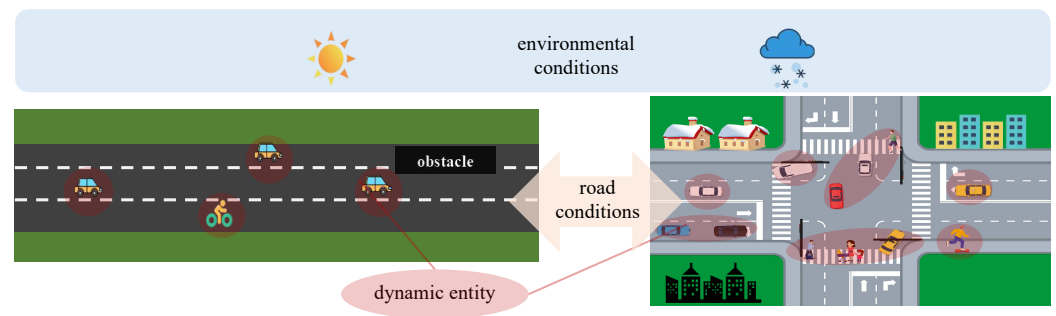 environmental
conditions
obstacle
road
conditions
dynamic entity